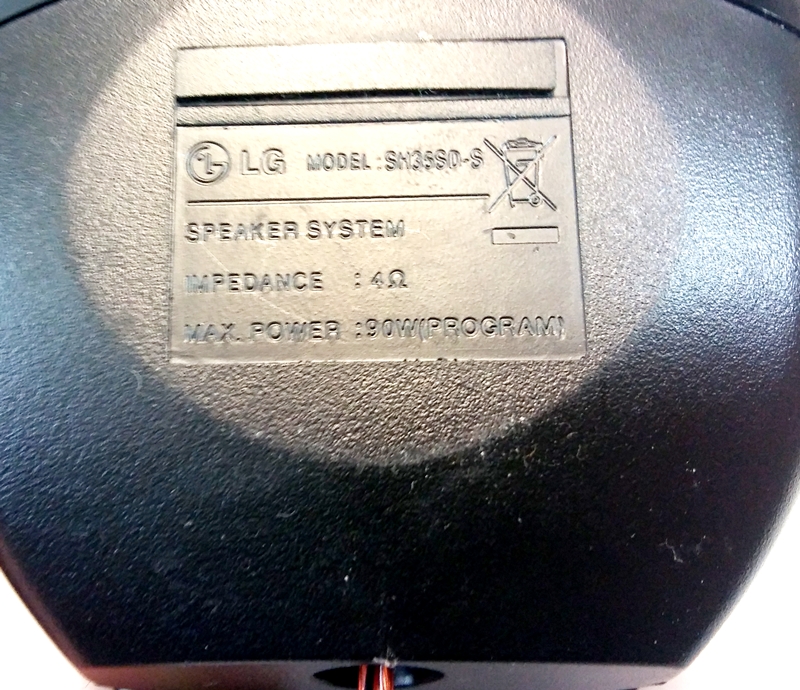 LG MODEL : SH35SD-S
SPEAKER SYSTEM
IMPEDANCE : 4Ω
MAX. POWER : 90W(PROGRAM)